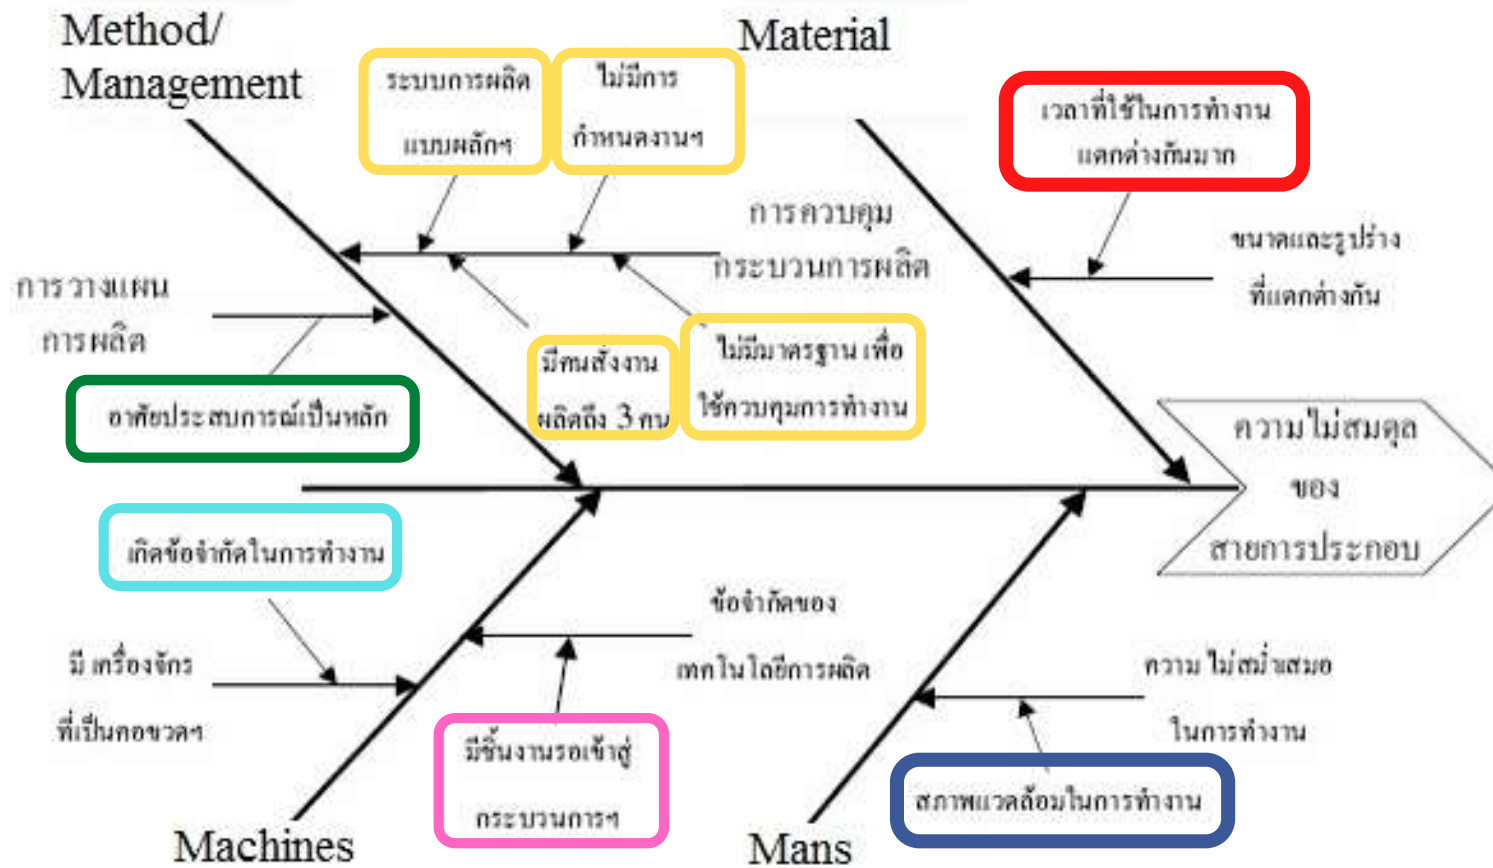 Method/
Management
Material
ระบบการผลิต
แบบผลักฯ
ไม่มีการ
กำหนดงานฯ
เวลาที่ใช้ในการทำงาน
แตกต่างกันมาก
การควบคุม
กระบวนการผลิต
ขนาดและรูปร่าง
ที่แตกต่างกัน
การวางแผน
การผลิต
มีคนสั่งงาน
ผลิตถึง 3 คน
ไม่มีมาตรฐาน เพื่อ
ใช้ควบคุมการทำงาน
อาศัยประสบการณ์เป็นหลัก
ความไม่สมดุล
ของ
สายการประกอบ
เกิดข้อจำกัดในการทำงาน
ข้อจำกัดของ
เทคโนโลยีการผลิต
มี เครื่องจักร
ที่เป็นคอขวดฯ
ความ ไม่สม่ำเสมอ
ในการทำงาน
มีชิ้นงานรอเข้าสู่
กระบวนการฯ
สภาพแวดล้อมในการทำงาน
Machines
Mans